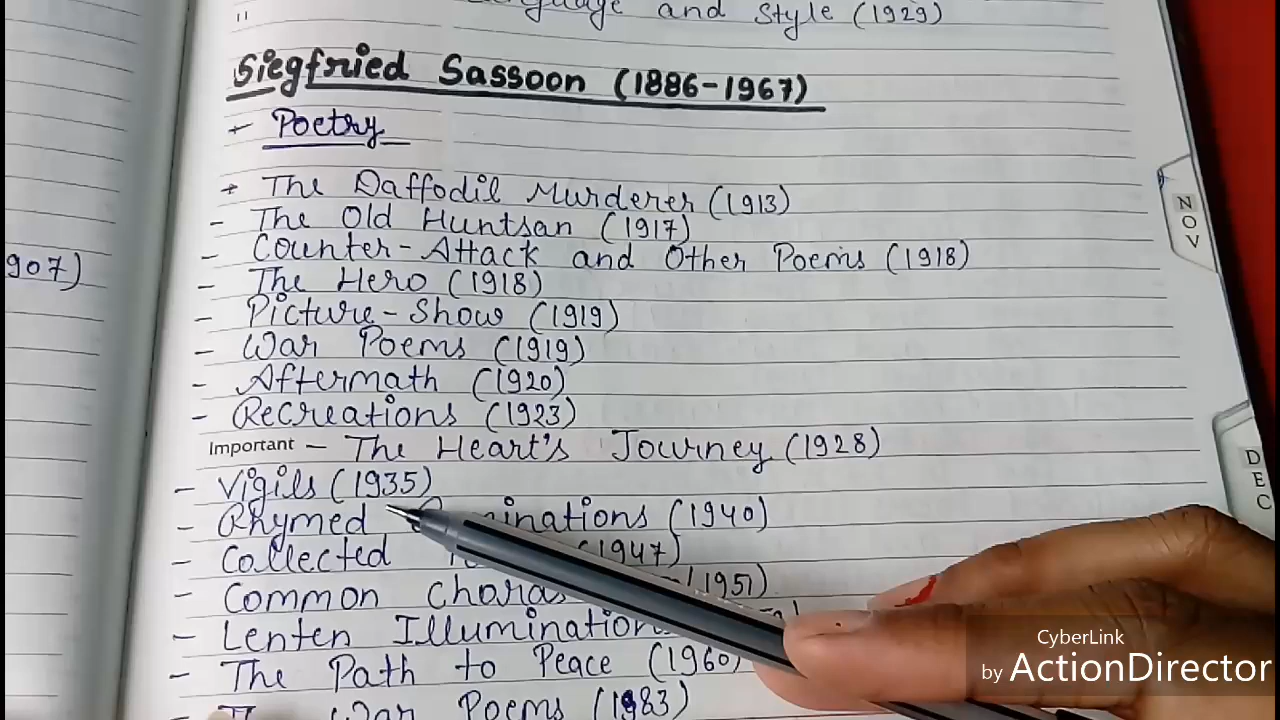 " and Style (1929)
Siegfried Sassoon (1886-1967)
Poetry
- The Daffodil Murderer (1913)
- The Old Huntsan (1917)
- Counter-Attack and Other Poems (1918)
907)
- The Hero (1918)
- Picture-Show (1919)
- War Poems (1919)
- Aftermath (1920)
- Recreations (1923)
Important - The Heart's Journey (1928)
- Vigils (1935)
- Rhymed (1940)
- Collected (1947)
- Common 1951)
- Lenten
- The Path to Peace (1960)
- War Poems (1983)
NOV
DEC
CyberLink
by ActionDirector